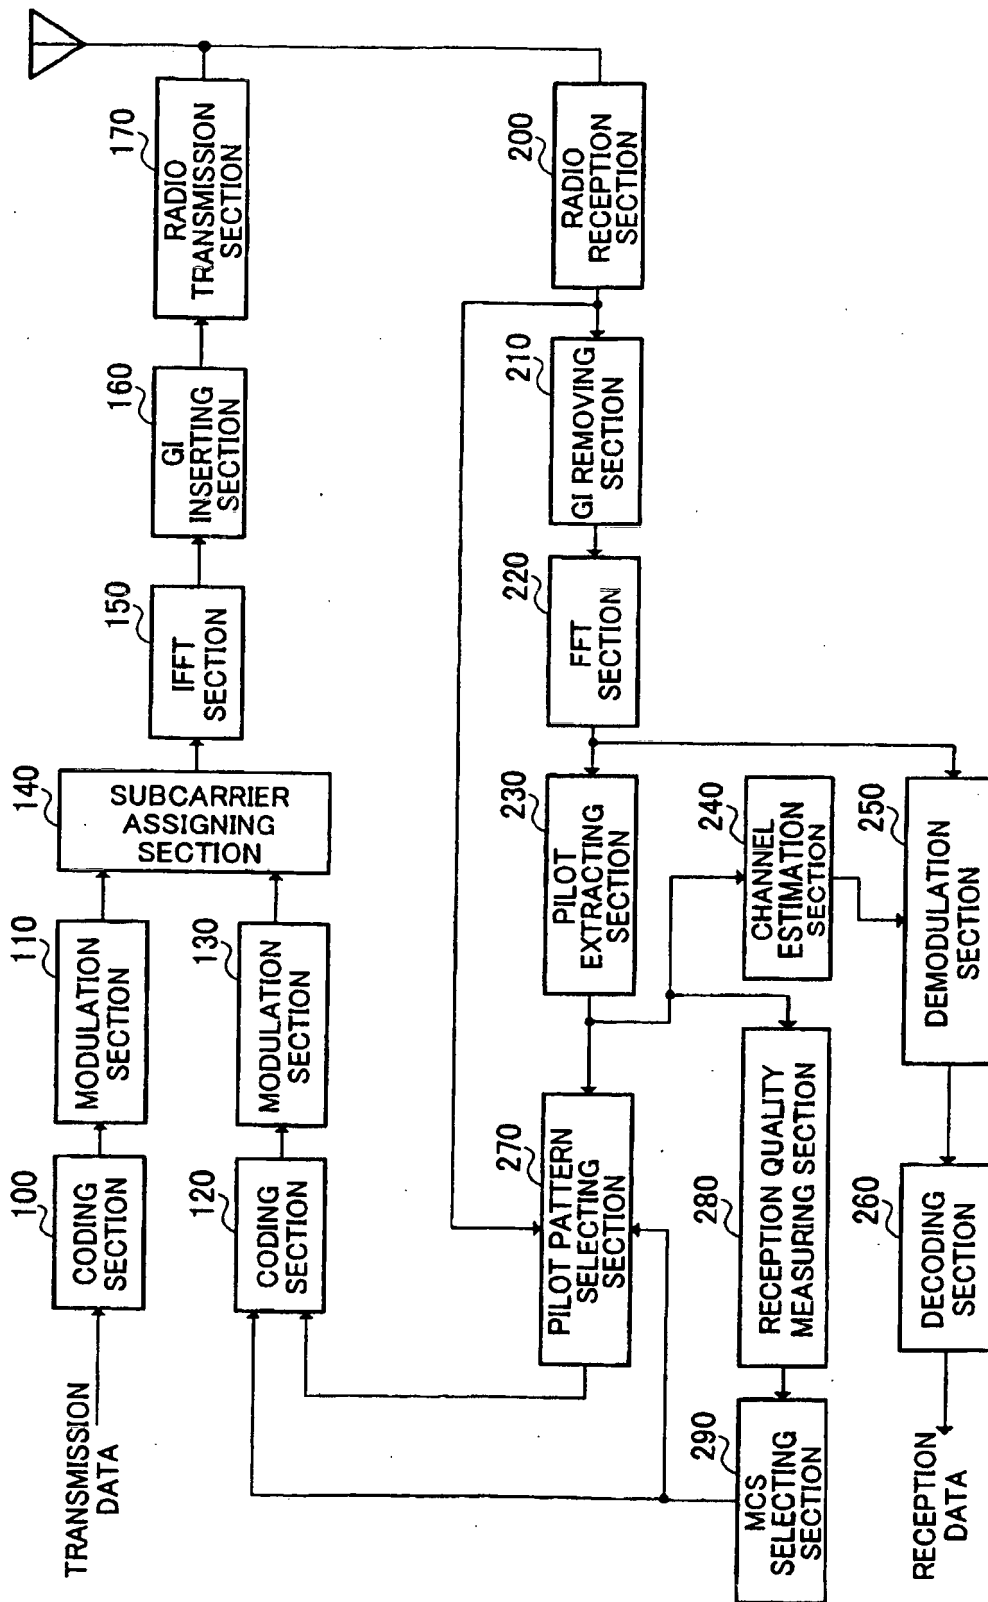 TRANSMISSION
DATA
100
CODING
SECTION
110
MODULATION
SECTION
120
CODING
SECTION
130
MODULATION
SECTION
140
SUBCARRIER
ASSIGNING
SECTION
150
IFFT
SECTION
160
GI
INSERTING
SECTION
170
RADIO
TRANSMISSION
SECTION
200
RADIO
RECEPTION
SECTION
210
GI REMOVING
SECTION
220
FFT
SECTION
230
PILOT
EXTRACTING
SECTION
240
CHANNEL
ESTIMATION
SECTION
250
DEMODULATION
SECTION
260
DECODING
SECTION
270
PILOT PATTERN
SELECTING
SECTION
280
RECEPTION QUALITY
MEASURING SECTION
290
MCS
SELECTING
SECTION
RECEPTION
DATA